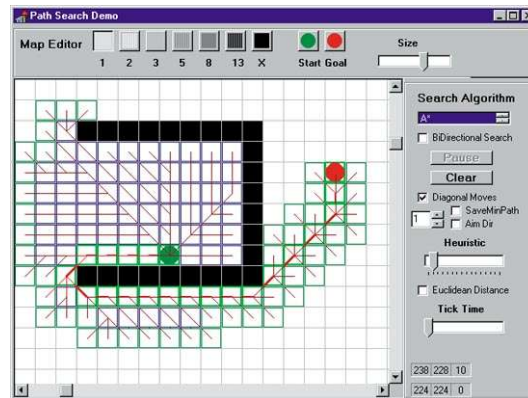 Path Search Demo
Map Editor
1 2 3 5 8 13 X
Start Goal
Size
Search Algorithm
A*
BiDirectional Search
Pause
Clear
Diagonal Moves
1
SaveMinPath
Aim Dir
Heuristic
Euclidean Distance
Tick Time
238 228 10
224 224 0